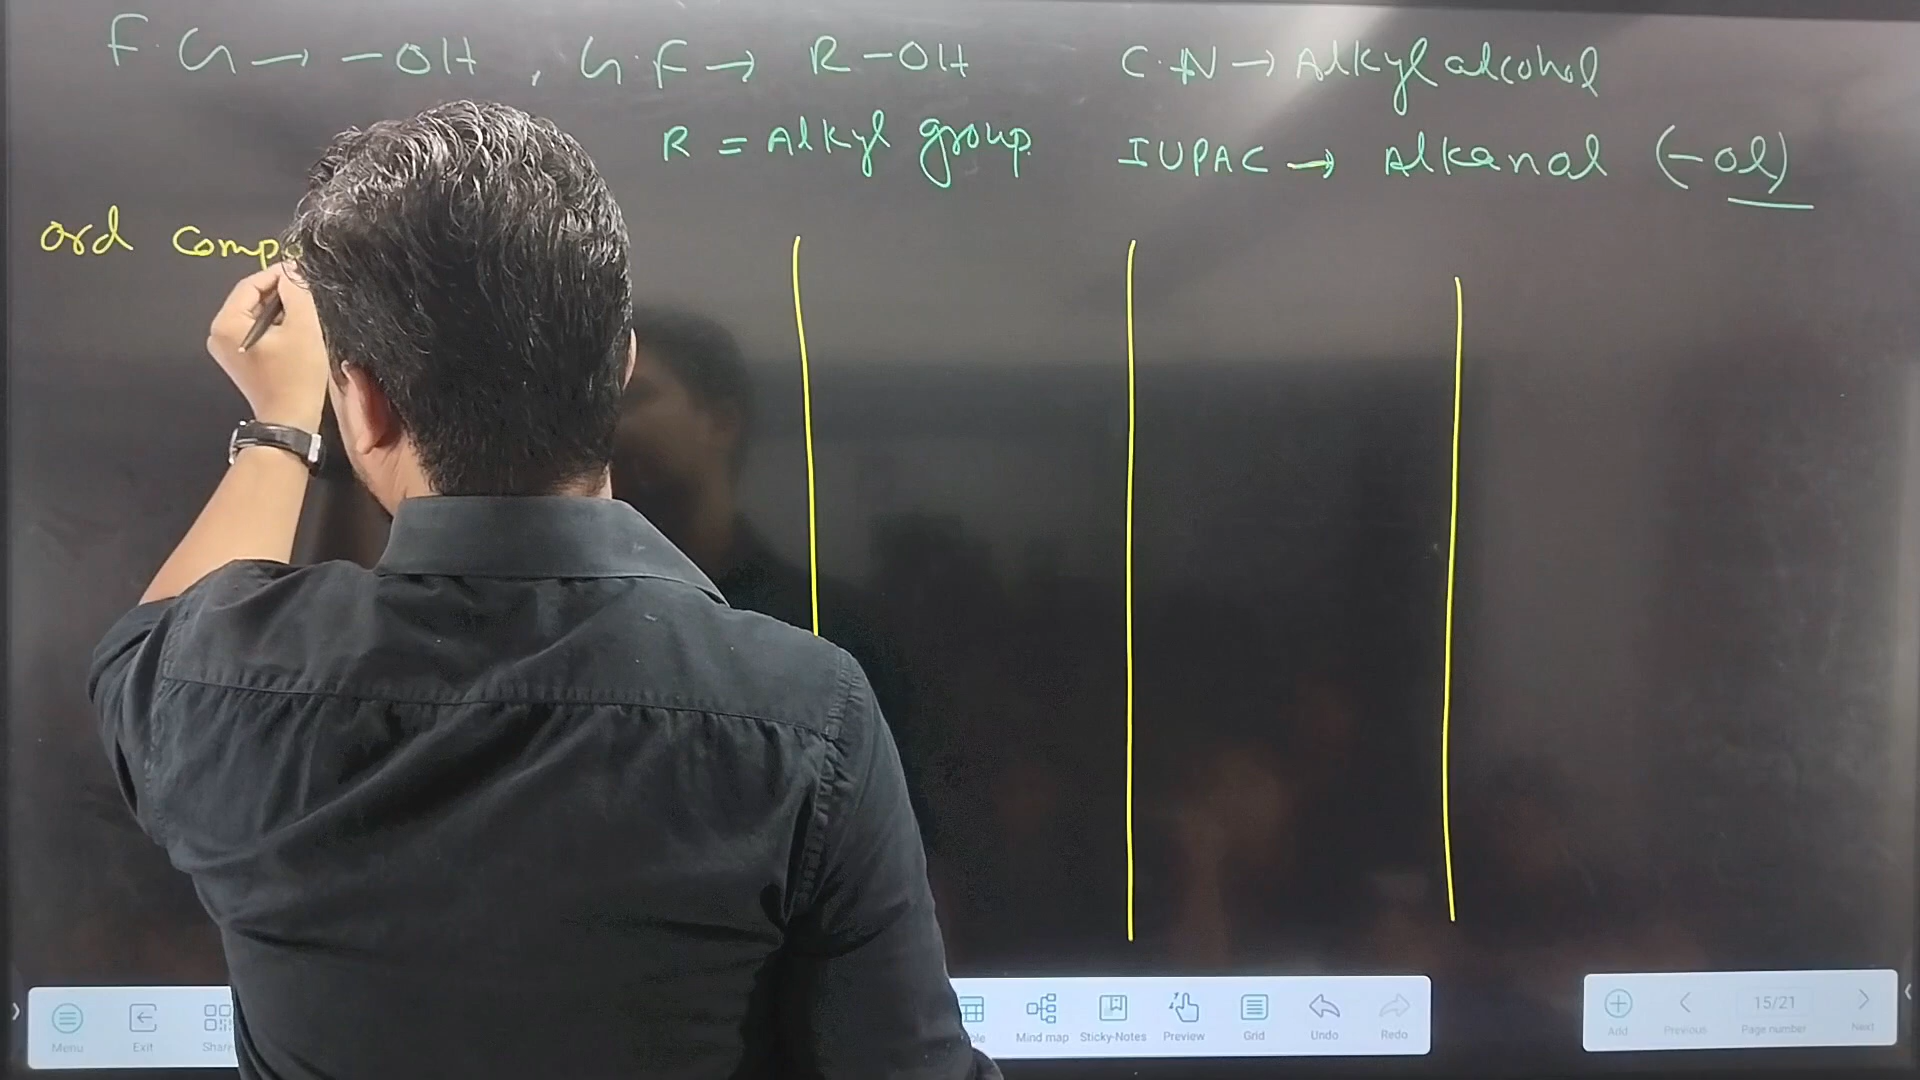 F.G → -OH , G.F → R-OH C.N → Alkyl alcohol
R = Alkyl group IUPAC → Alkanol (-ol)
ord comp
Menu Exit Share Mind map Sticky-Notes Preview Grid Undo Redo Add Previous 15/21 Page number Next